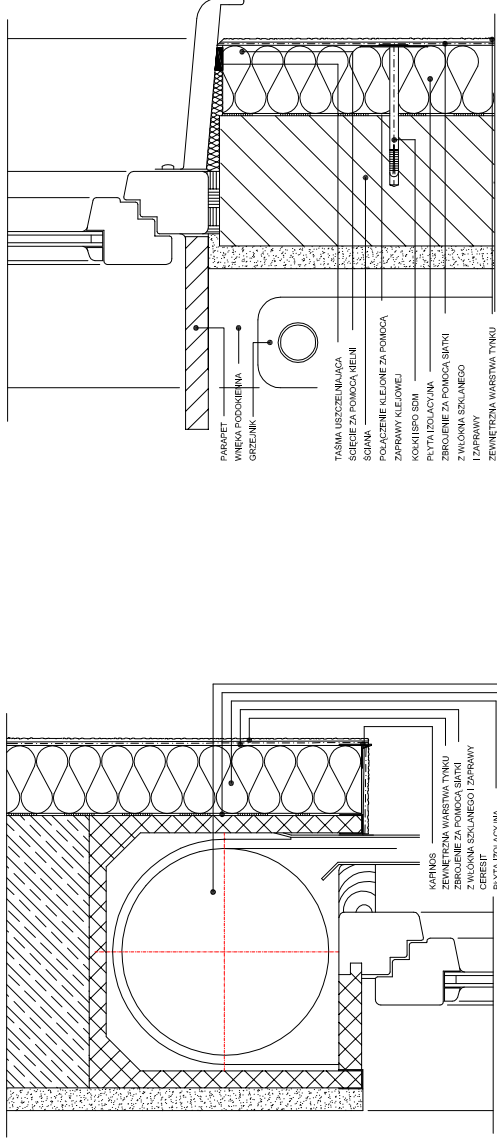 PARAPET
WNĘKA PODOKIENNA
GRZEJNIK
TAŚMA USZCZELNIAJĄCA
ŚCIĘCIE ZA POMOCĄ KIELNI
ŚCIANA
POŁĄCZENIE KLEJONE ZA POMOCĄ
ZAPRAWY KLEJOWEJ
KOŁKI ISPO SDM
PŁYTA IZOLACYJNA
ZBROJENIE ZA POMOCĄ SIATKI
Z WŁÓKNA SZKLANEGO
I ZAPRAWY
ZEWNĘTRZNA WARSTWA TYNKU
KAPINOS
ZEWNĘTRZNA WARSTWA TYNKU
ZBROJENIE ZA POMOCĄ SIATKI
Z WŁÓKNA SZKLANEGO I ZAPRAWY
CERESIT
PŁYTA IZOLACYJNA